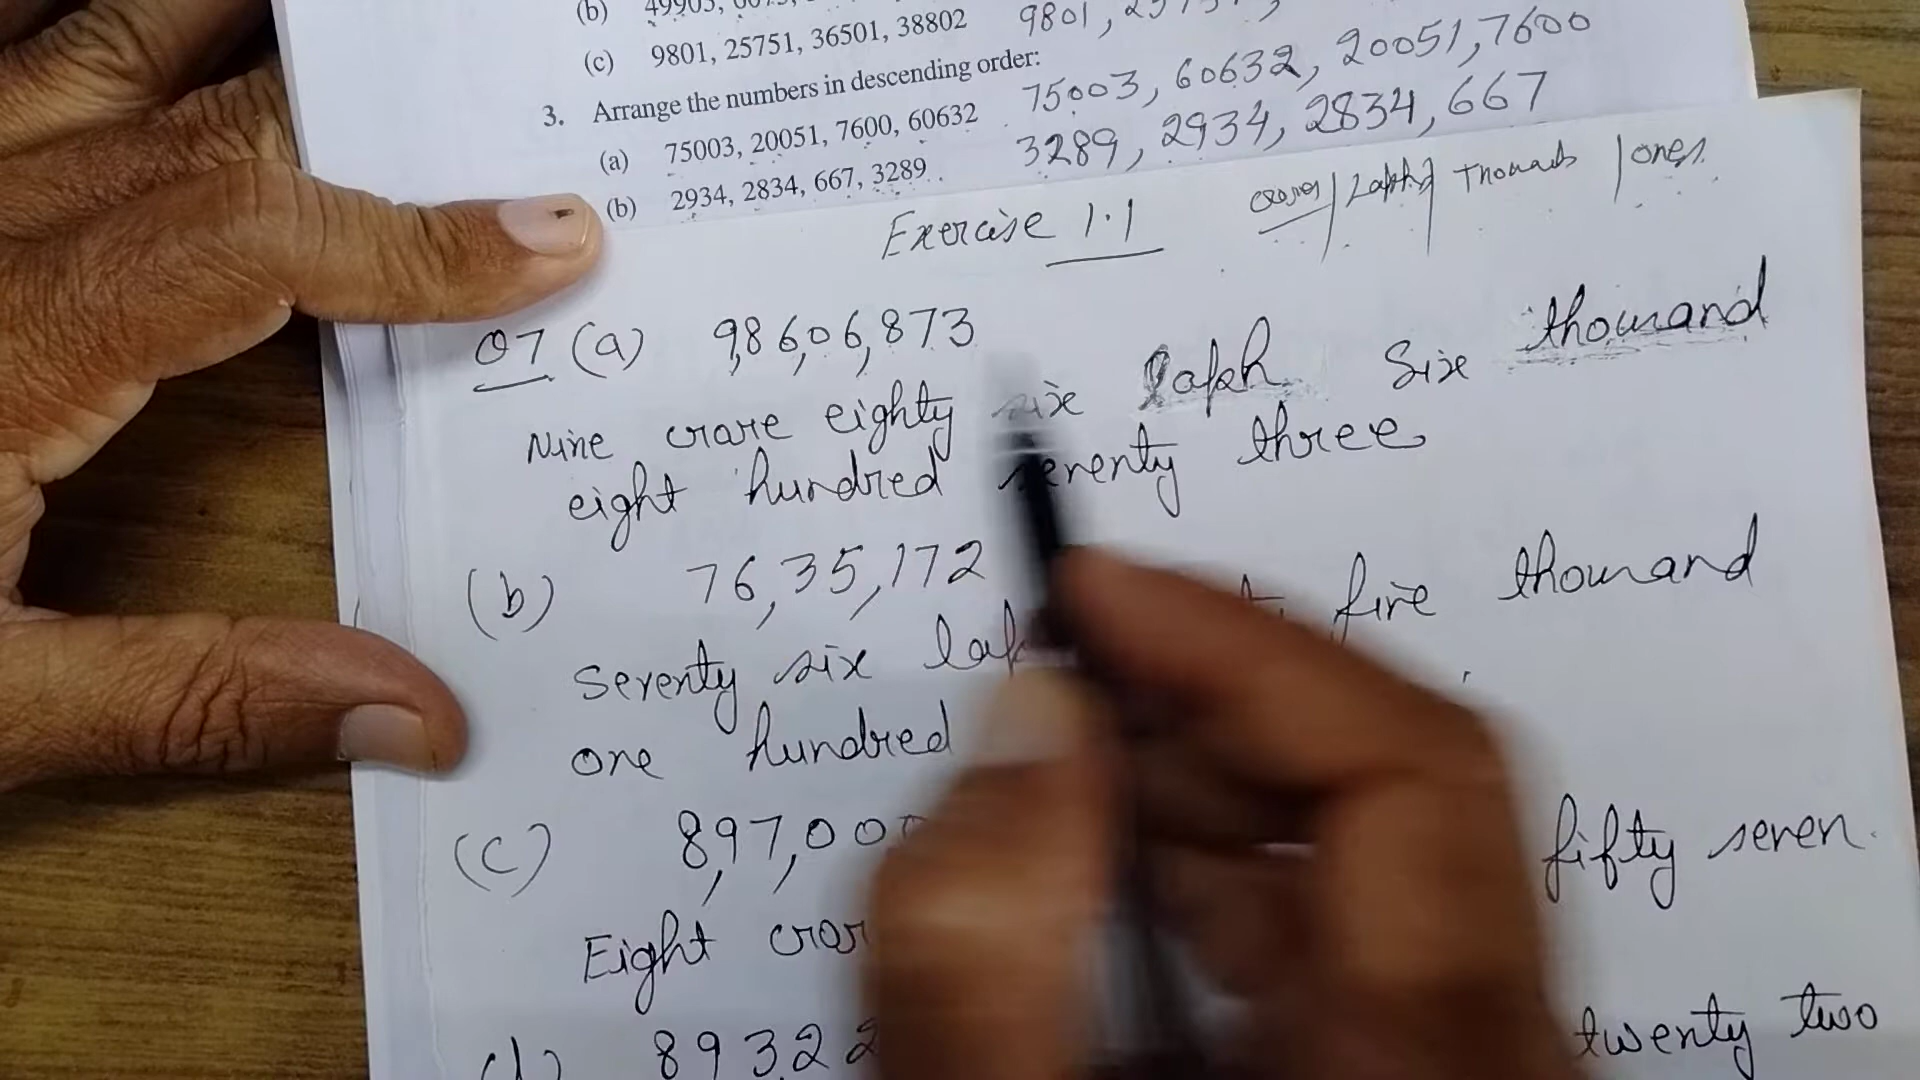 (b) 49905,
(c) 9801, 25751, 36501, 38802 9801,
3. Arrange the numbers in descending order:
(a) 75003, 20051, 7600, 60632 75003, 60632, 20051, 7600
(b) 2934, 2834, 667, 3289 3289, 2934, 2834, 667
Exercise 1.1 | | Thousands | ones
Q7 (a) 9,86,06,873
Nine crore eighty six lakh Six thousand
eight hundred seventy three
(b) 76,35,172
Seventy six five thousand
one hundred
(c) fifty seven
Eight
8932 twenty two